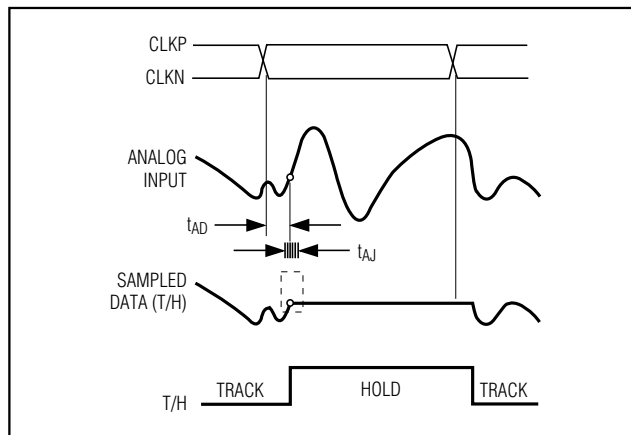 CLKP
CLKN
ANALOG
INPUT
tAD
tAJ
SAMPLED
DATA (T/H)
TRACK HOLD TRACK
T/H